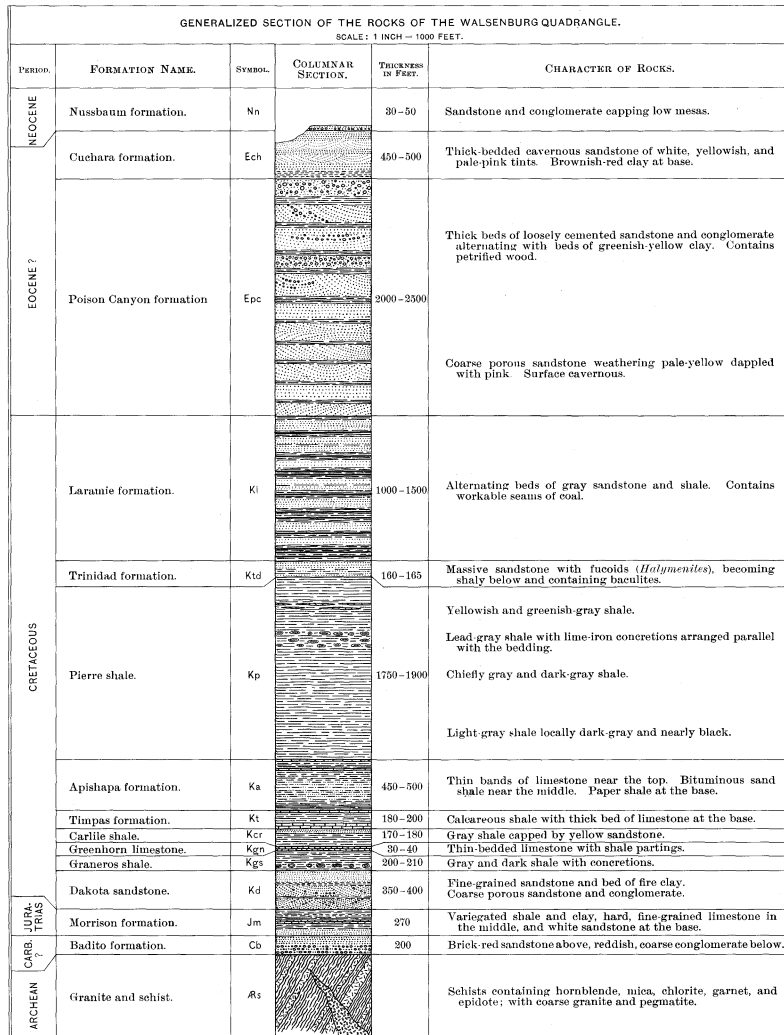 GENERALIZED SECTION OF THE ROCKS OF THE WALSENBURG QUADRANGLE.
SCALE: 1 INCH — 1000 FEET.
PERIOD. FORMATION NAME. SYMBOL. COLUMNAR SECTION. THICKNESS IN FEET. CHARACTER OF ROCKS.
NEOCENE
Nussbaum formation. Nn 30–50 Sandstone and conglomerate capping low mesas.
EOCENE ?
Cuchara formation. Ech 450–500 Thick-bedded cavernous sandstone of white, yellowish, and
pale-pink tints. Brownish-red clay at base.
Poison Canyon formation Epc 2000–2500 Thick beds of loosely cemented sandstone and conglomerate
alternating with beds of greenish-yellow clay. Contains
petrified wood.
Coarse porous sandstone weathering pale-yellow dappled
with pink. Surface cavernous.
CRETACEOUS
Laramie formation. Kl 1000–1500 Alternating beds of gray sandstone and shale. Contains
workable seams of coal.
Trinidad formation. Ktd 160–165 Massive sandstone with fucoids (Halymenites), becoming
shaly below and containing baculites.
Pierre shale. Kp 1750–1900 Yellowish and greenish-gray shale.
Lead-gray shale with lime-iron concretions arranged parallel
with the bedding.
Chiefly gray and dark-gray shale.
Light-gray shale locally dark-gray and nearly black.
Apishapa formation. Ka 450–500 Thin bands of limestone near the top. Bituminous sand
shale near the middle. Paper shale at the base.
Timpas formation. Kt 180–200 Calcareous shale with thick bed of limestone at the base.
Carlile shale. Kcr 170–180 Gray shale capped by yellow sandstone.
Greenhorn limestone. Kgn 30–40 Thin-bedded limestone with shale partings.
Graneros shale. Kgs 200–210 Gray and dark shale with concretions.
Dakota sandstone. Kd 350–400 Fine-grained sandstone and bed of fire clay.
Coarse porous sandstone and conglomerate.
JURA-
TRIAS
Morrison formation. Jm 270 Variegated shale and clay, hard, fine-grained limestone in
the middle, and white sandstone at the base.
CARB.
?
Badito formation. Cb 200 Brick-red sandstone above, reddish, coarse conglomerate below.
ARCHEAN
Granite and schist. ÆRs Schists containing hornblende, mica, chlorite, garnet, and
epidote; with coarse granite and pegmatite.